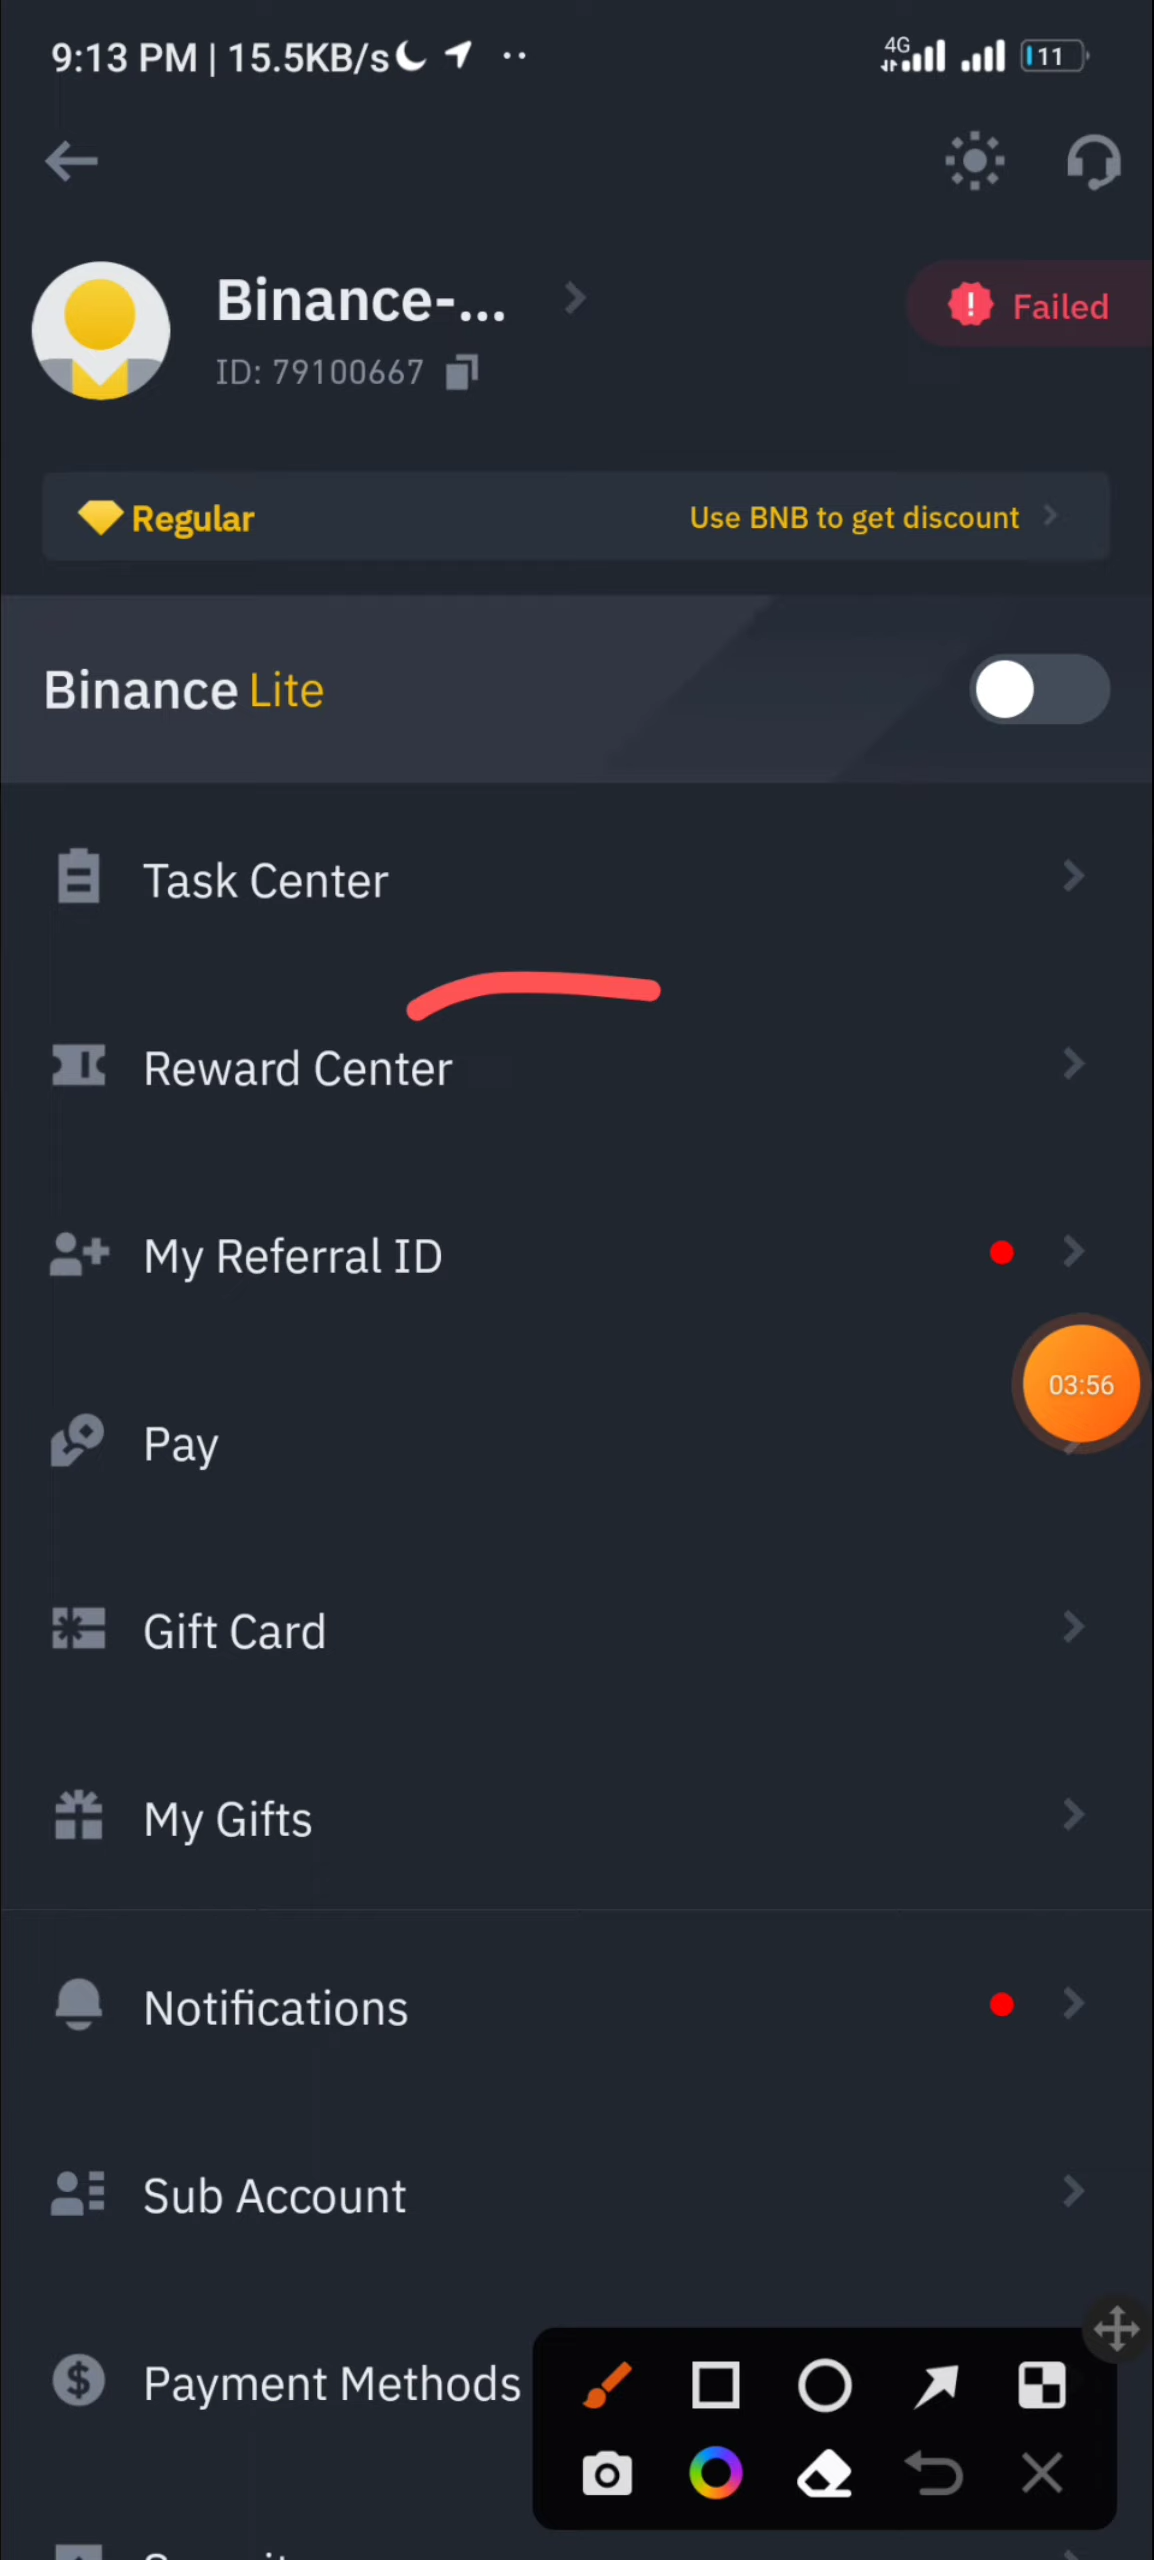 9:13 PM | 15.5KB/s
4G
11
Binance-...
Failed
ID: 79100667
Regular
Use BNB to get discount
Binance Lite
Task Center
Reward Center
My Referral ID
03:56
Pay
Gift Card
My Gifts
Notifications
Sub Account
Payment Methods